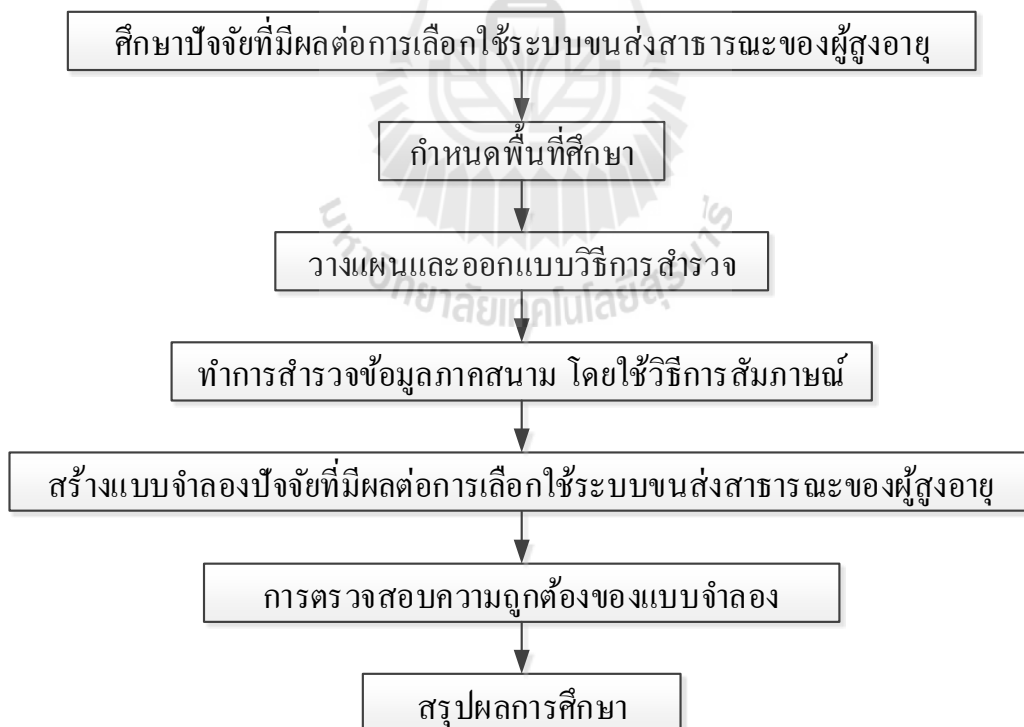 ศึกษาปัจจัยที่มีผลต่อการเลือกใช้ระบบขนส่งสาธารณะของผู้สูงอายุ
กำหนดพื้นที่ศึกษา
วางแผนและออกแบบวิธีการสำรวจ
ทำการสำรวจข้อมูลภาคสนาม โดยใช้วิธีการสัมภาษณ์
สร้างแบบจำลองปัจจัยที่มีผลต่อการเลือกใช้ระบบขนส่งสาธารณะของผู้สูงอายุ
การตรวจสอบความถูกต้องของแบบจำลอง
สรุปผลการศึกษา